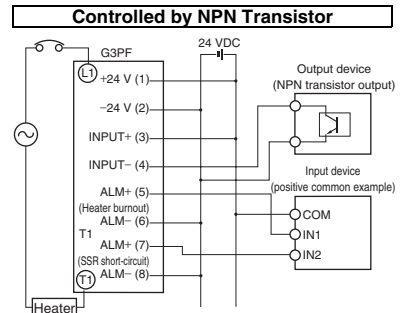 Controlled by NPN Transistor
24 VDC
G3PF
L1
+24 V (1)
−24 V (2)
INPUT+ (3)
INPUT− (4)
ALM+ (5)
(Heater burnout)
ALM− (6)
T1
ALM+ (7)
(SSR short-circuit)
T1
ALM− (8)
Heater
Output device
(NPN transistor output)
Input device
(positive common example)
COM
IN1
IN2